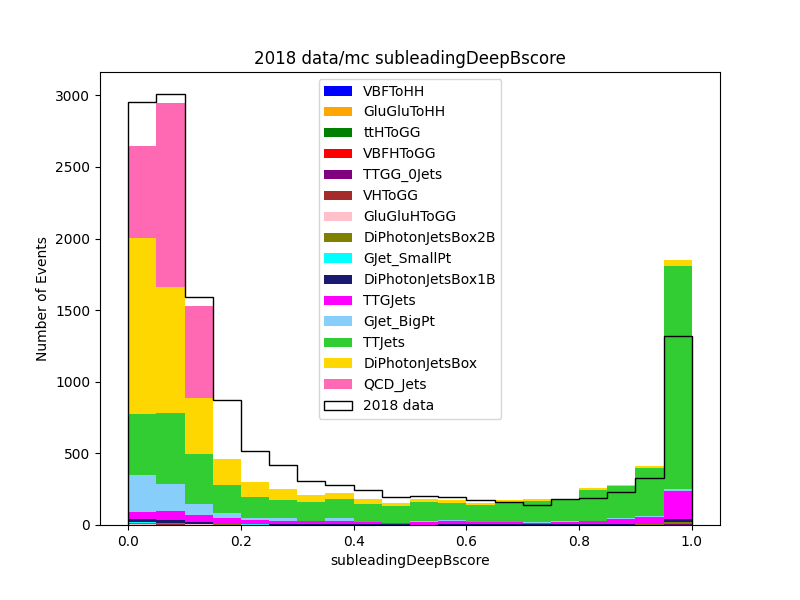 2018 data/mc subleadingDeepBscore
VBFToHH
GluGluToHH
ttHToGG
VBFHToGG
TTGG_0Jets
VHToGG
GluGluHToGG
DiPhotonJetsBox2B
GJet_SmallPt
DiPhotonJetsBox1B
TTGJets
GJet_BigPt
TTJets
DiPhotonJetsBox
QCD_Jets
2018 data
Number of Events
3000
2500
2000
1500
1000
500
0
0.0 0.2 0.4 0.6 0.8 1.0
subleadingDeepBscore